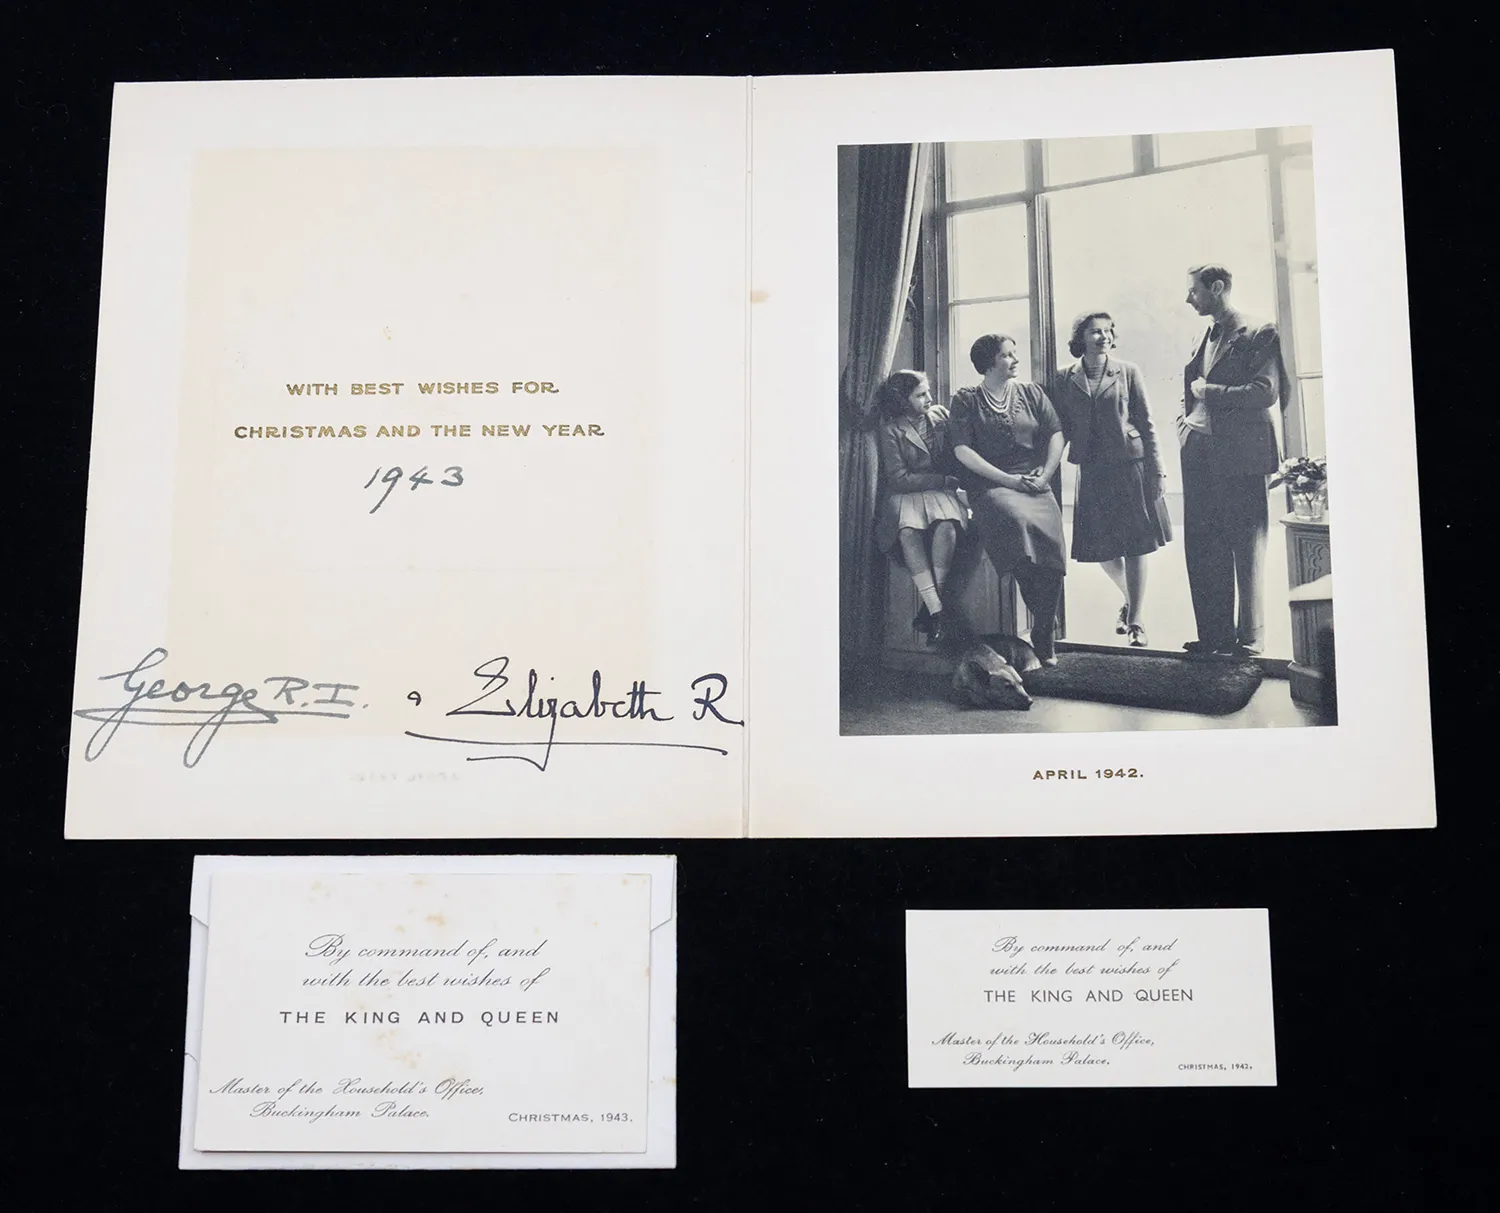 WITH BEST WISHES FOR
CHRISTMAS AND THE NEW YEAR
1943
George R.I. & Elizabeth R
APRIL 1942.
By command of, and
with the best wishes of
THE KING AND QUEEN
Master of the Household's Office,
Buckingham Palace.
CHRISTMAS, 1943.
By command of, and
with the best wishes of
THE KING AND QUEEN
Master of the Household's Office,
Buckingham Palace.
CHRISTMAS, 1942.